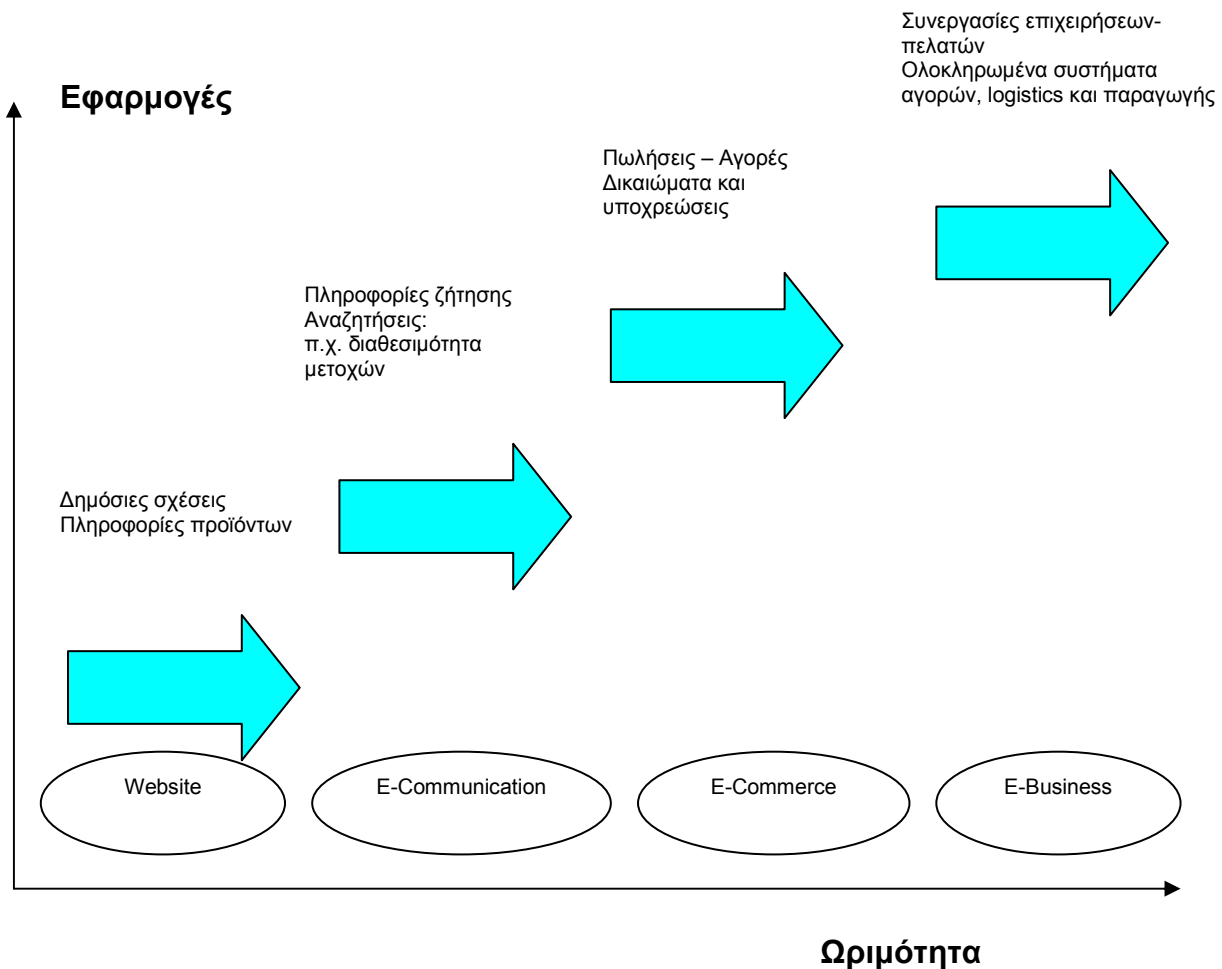 Συνεργασίες επιχειρήσεων-
πελατών
Ολοκληρωμένα συστήματα
αγορών, logistics και παραγωγής
Εφαρμογές
Πωλήσεις – Αγορές
Δικαιώματα και
υποχρεώσεις
Πληροφορίες ζήτησης
Αναζητήσεις:
π.χ. διαθεσιμότητα
μετοχών
Δημόσιες σχέσεις
Πληροφορίες προϊόντων
Website
E-Communication
E-Commerce
E-Business
Ωριμότητα